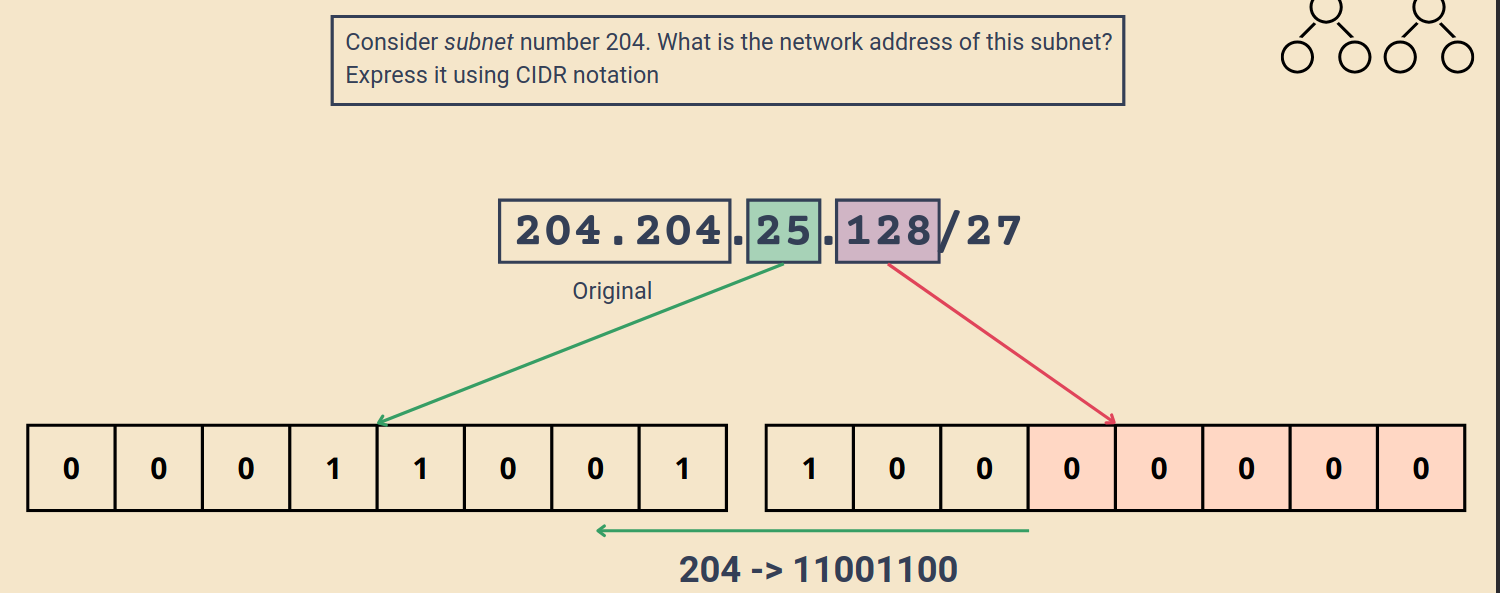 Consider subnet number 204. What is the network address of this subnet?
Express it using CIDR notation
204.204.25.128/27
Original
0 0 0 1 1 0 0 1 1 0 0 0 0 0 0 0
204 -> 11001100